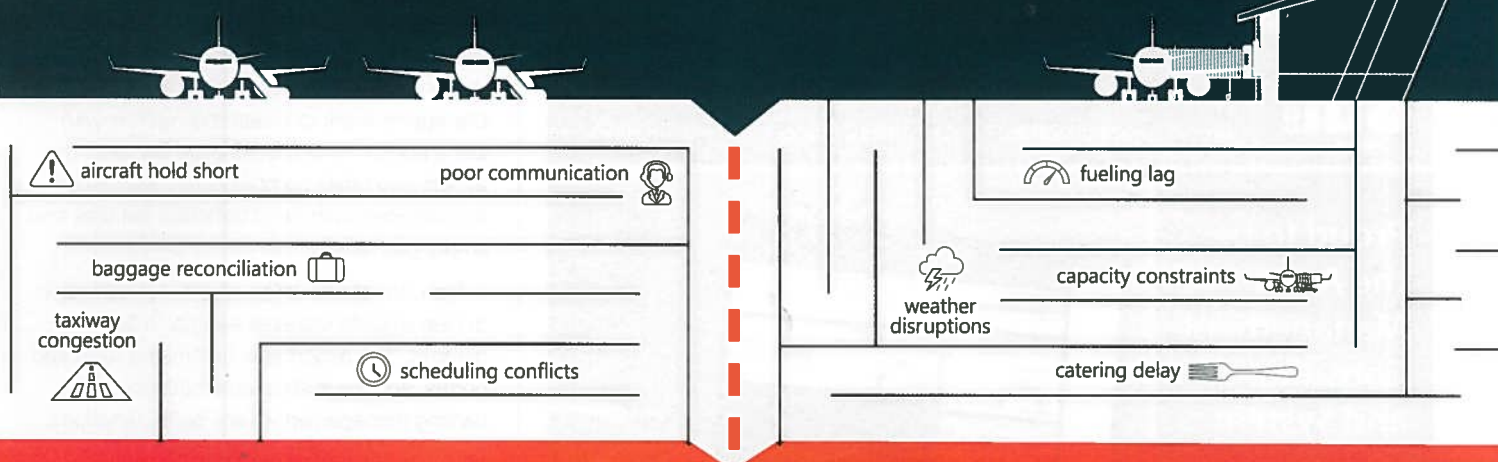 aircraft hold short
poor communication
baggage reconciliation
taxiway
congestion
scheduling conflicts
fueling lag
capacity constraints
weather
disruptions
catering delay